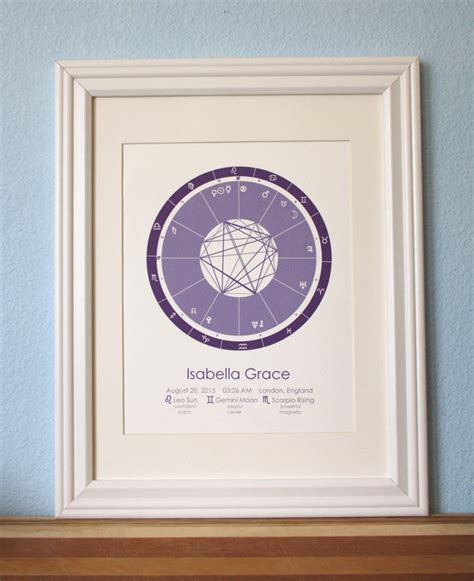 Isabella Grace
August 20, 2015 03:26 AM London, England
♌ Leo Sun ♊ Gemini Moon ♏ Scorpio Rising
confident playful powerful
warm clever magnetic